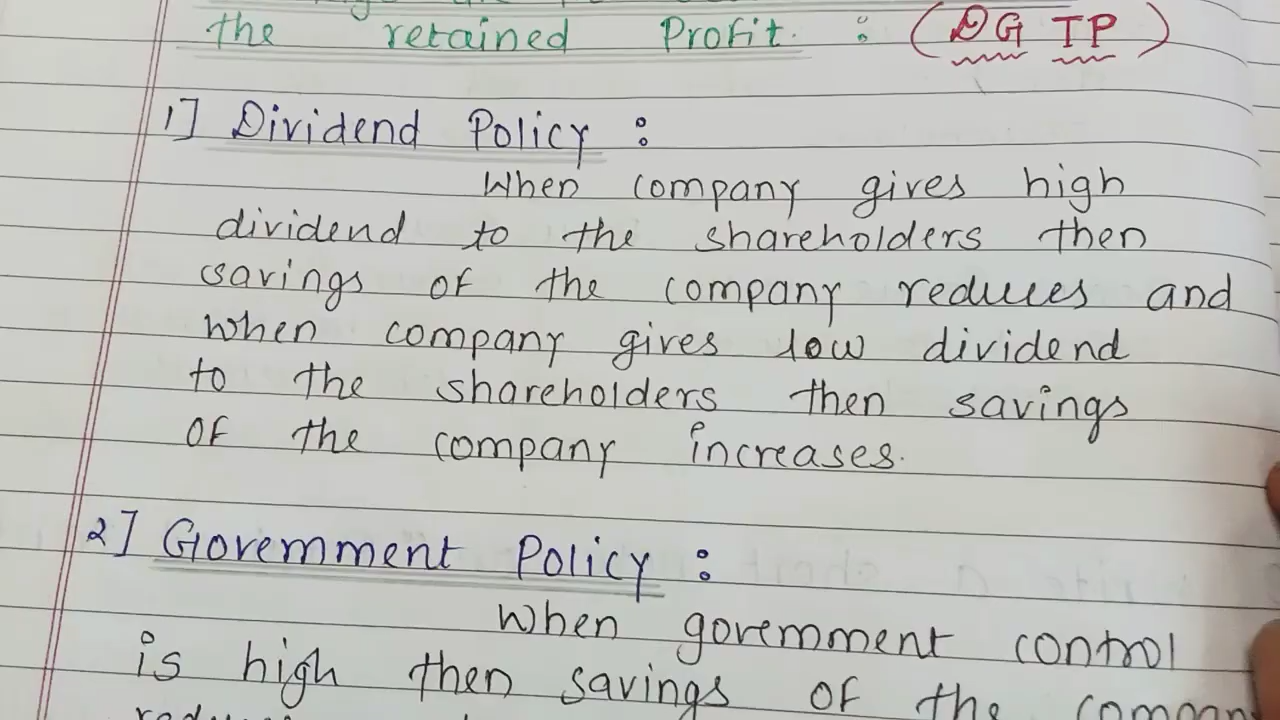 the retained Profit. : (DG TP)
1] Dividend Policy :
When company gives high
dividend to the shareholders then
savings of the company reduces and
when company gives low dividend
to the shareholders then savings
of the company increases.
2] Government Policy :
When government control
is high then savings of the